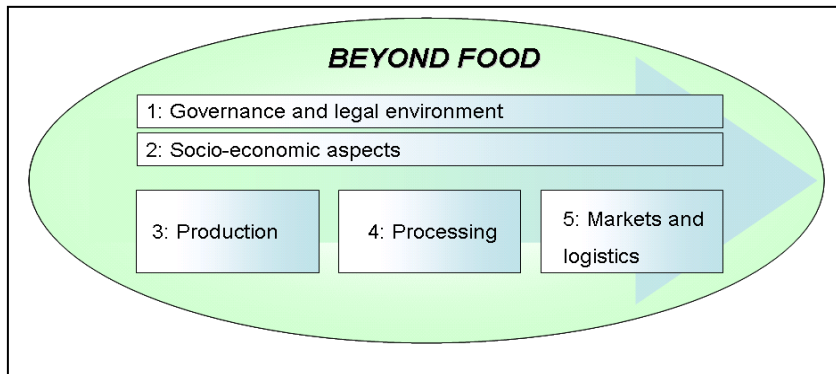 BEYOND FOOD
1: Governance and legal environment
2: Socio-economic aspects
3: Production
4: Processing
5: Markets and
logistics